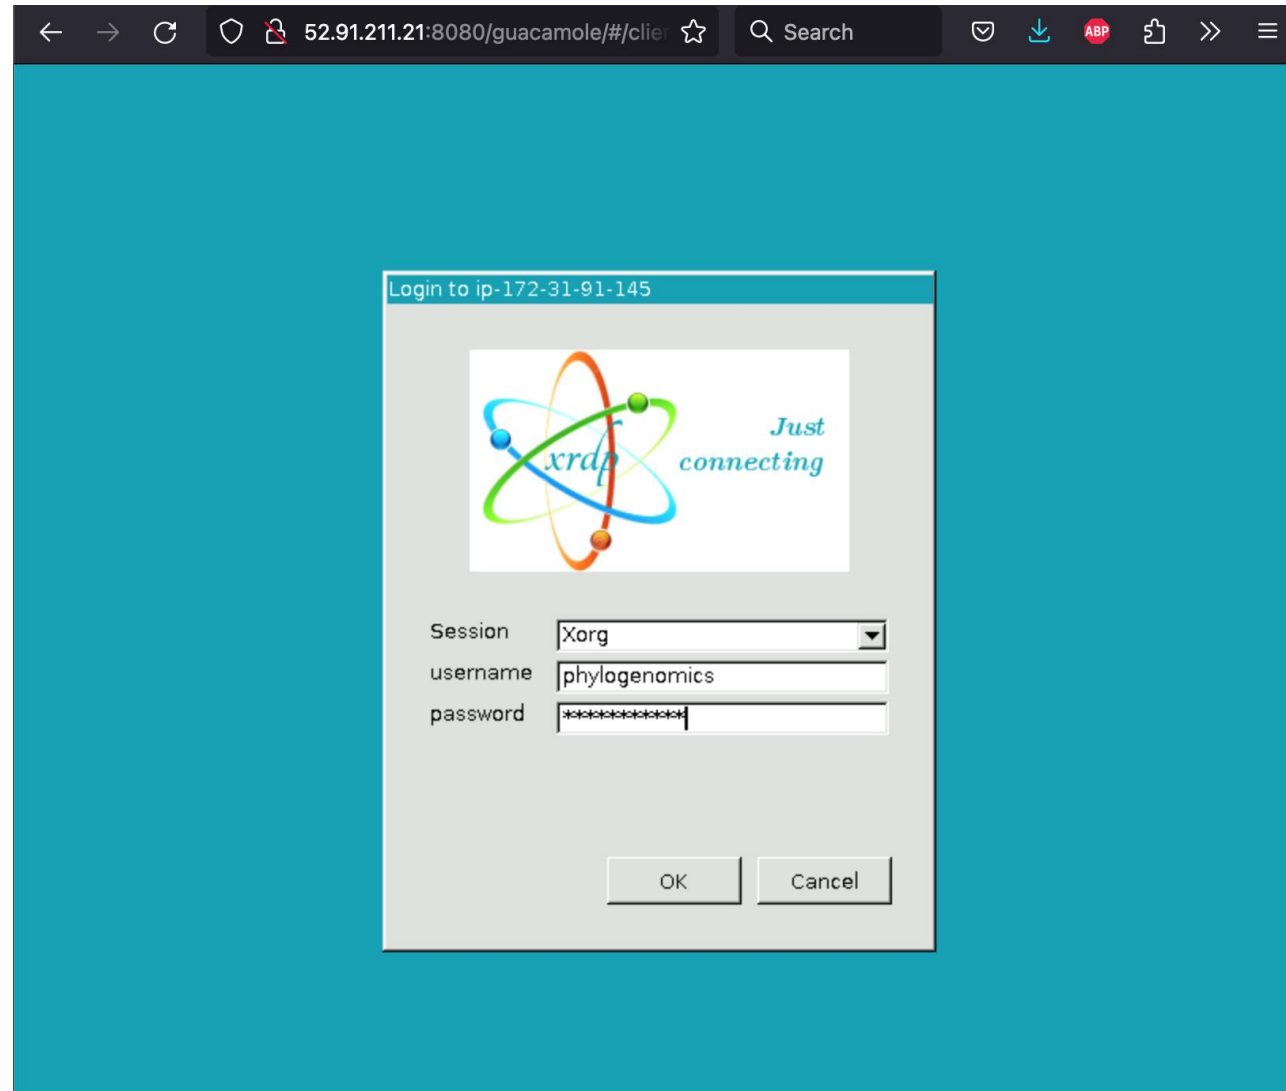 52.91.211.21:8080/guacamole/#/clien
Search
ABP
Login to ip-172-31-91-145
xrdp
Just
connecting
Session Xorg
username phylogenomics
password ***********
OK Cancel